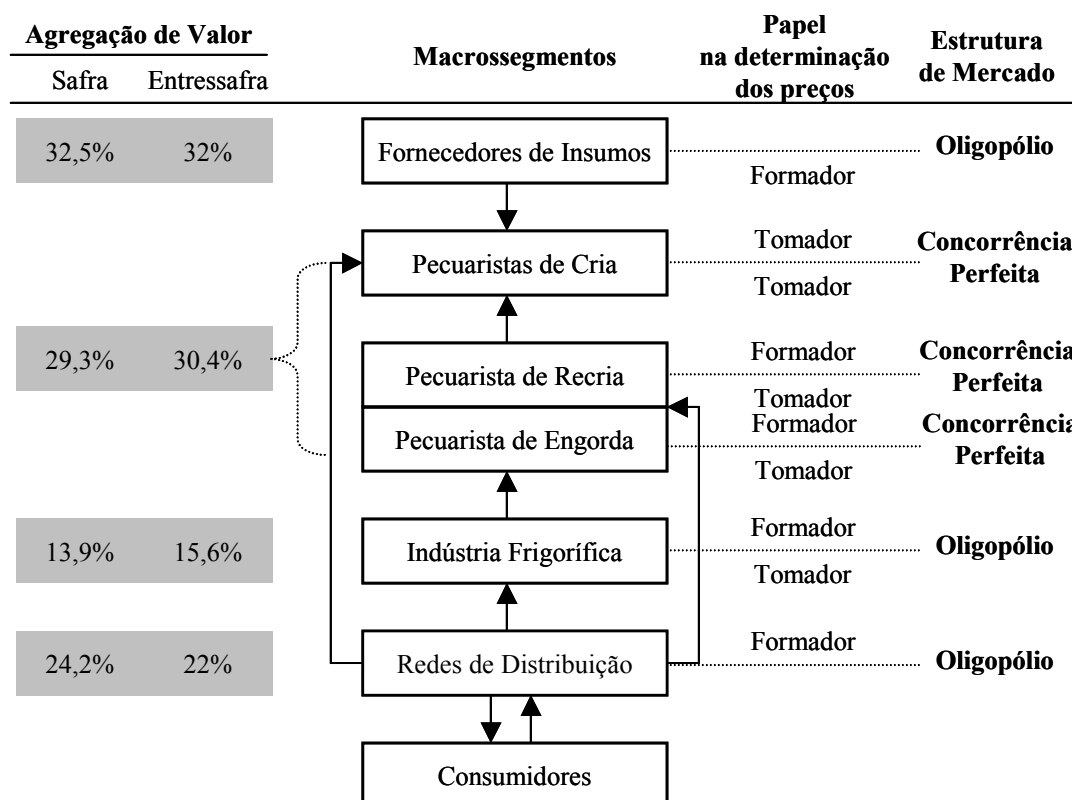 Agregação de Valor
Safra Entressafra
Macrossegmentos
Papel
na determinação
dos preços
Estrutura
de Mercado
32,5% 32%
Fornecedores de Insumos
Formador
Oligopólio
Pecuaristas de Cria
Tomador
Tomador
Concorrência
Perfeita
29,3% 30,4%
Pecuarista de Recria
Formador
Tomador
Concorrência
Perfeita
Pecuarista de Engorda
Formador
Tomador
Concorrência
Perfeita
13,9% 15,6%
Indústria Frigorífica
Formador
Tomador
Oligopólio
24,2% 22%
Redes de Distribuição
Formador
Oligopólio
Consumidores